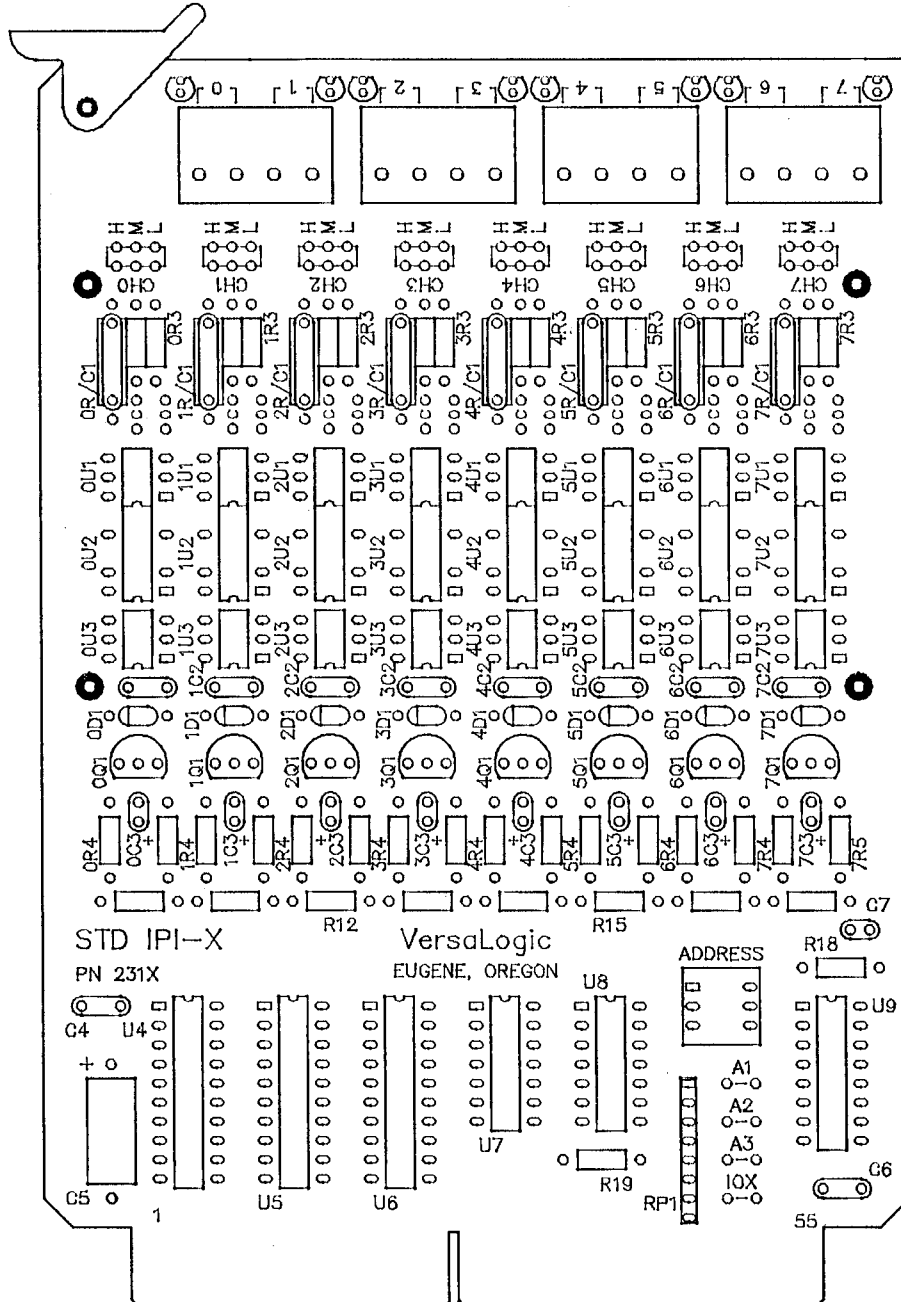 0 1 2 3 4 5 6 7
H M L H M L H M L H M L H M L H M L H M L H M L
CH0 CH1 CH2 CH3 CH4 CH5 CH6 CH7
0R/C1 0R3 1R/C1 1R3 2R/C1 2R3 3R/C1 3R3 4R/C1 4R3 5R/C1 5R3 6R/C1 6R3 7R/C1 7R3
0U1 1U1 2U1 3U1 4U1 5U1 6U1 7U1
0U2 1U2 2U2 3U2 4U2 5U2 6U2 7U2
0U3 1U3 2U3 3U3 4U3 5U3 6U3 7U3
1C2 2C2 3C2 4C2 5C2 6C2 7C2
0D1 1D1 2D1 3D1 4D1 5D1 6D1 7D1
0Q1 1Q1 2Q1 3Q1 4Q1 5Q1 6Q1 7Q1
0R4 0C3 + 1R4 1C3 + 2R4 2C3 + 3R4 3C3 + 4R4 4C3 + 5R4 5C3 + 6R4 6C3 + 7R4 7C3 + 7R5
R12 R15 C7
STD IPI-X VersaLogic ADDRESS R18
PN 231X EUGENE, OREGON
C4 U4 U8 U9
+ A1
A2
U7 A3
C5 U5 U6 R19 RP1 IOX C6
1 55